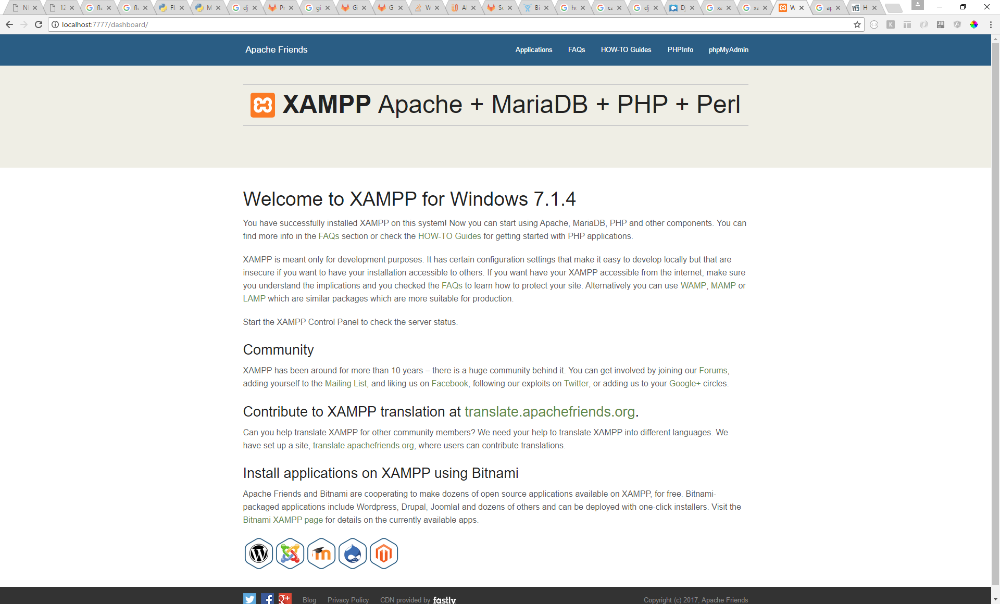 N
12
fla
fla
Fl
M
dj
Pr
gi
G
G
W
Al
Su
Bi
he
ca
dj
D
xa
xa
W
ap
H
localhost:7777/dashboard/
Apache Friends
Applications FAQs HOW-TO Guides PHPInfo phpMyAdmin
XAMPP Apache + MariaDB + PHP + Perl
Welcome to XAMPP for Windows 7.1.4
You have successfully installed XAMPP on this system! Now you can start using Apache, MariaDB, PHP and other components. You can
find more info in the FAQs section or check the HOW-TO Guides for getting started with PHP applications.
XAMPP is meant only for development purposes. It has certain configuration settings that make it easy to develop locally but that are
insecure if you want to have your installation accessible to others. If you want have your XAMPP accessible from the internet, make sure
you understand the implications and you checked the FAQs to learn how to protect your site. Alternatively you can use WAMP, MAMP or
LAMP which are similar packages which are more suitable for production.
Start the XAMPP Control Panel to check the server status.
Community
XAMPP has been around for more than 10 years – there is a huge community behind it. You can get involved by joining our Forums,
adding yourself to the Mailing List, and liking us on Facebook, following our exploits on Twitter, or adding us to your Google+ circles.
Contribute to XAMPP translation at translate.apachefriends.org.
Can you help translate XAMPP for other community members? We need your help to translate XAMPP into different languages. We
have set up a site, translate.apachefriends.org, where users can contribute translations.
Install applications on XAMPP using Bitnami
Apache Friends and Bitnami are cooperating to make dozens of open source applications available on XAMPP, for free. Bitnami-
packaged applications include Wordpress, Drupal, Joomla! and dozens of others and can be deployed with one-click installers. Visit the
Bitnami XAMPP page for details on the currently available apps.
Blog Privacy Policy CDN provided by fastly
Copyright (c) 2017, Apache Friends